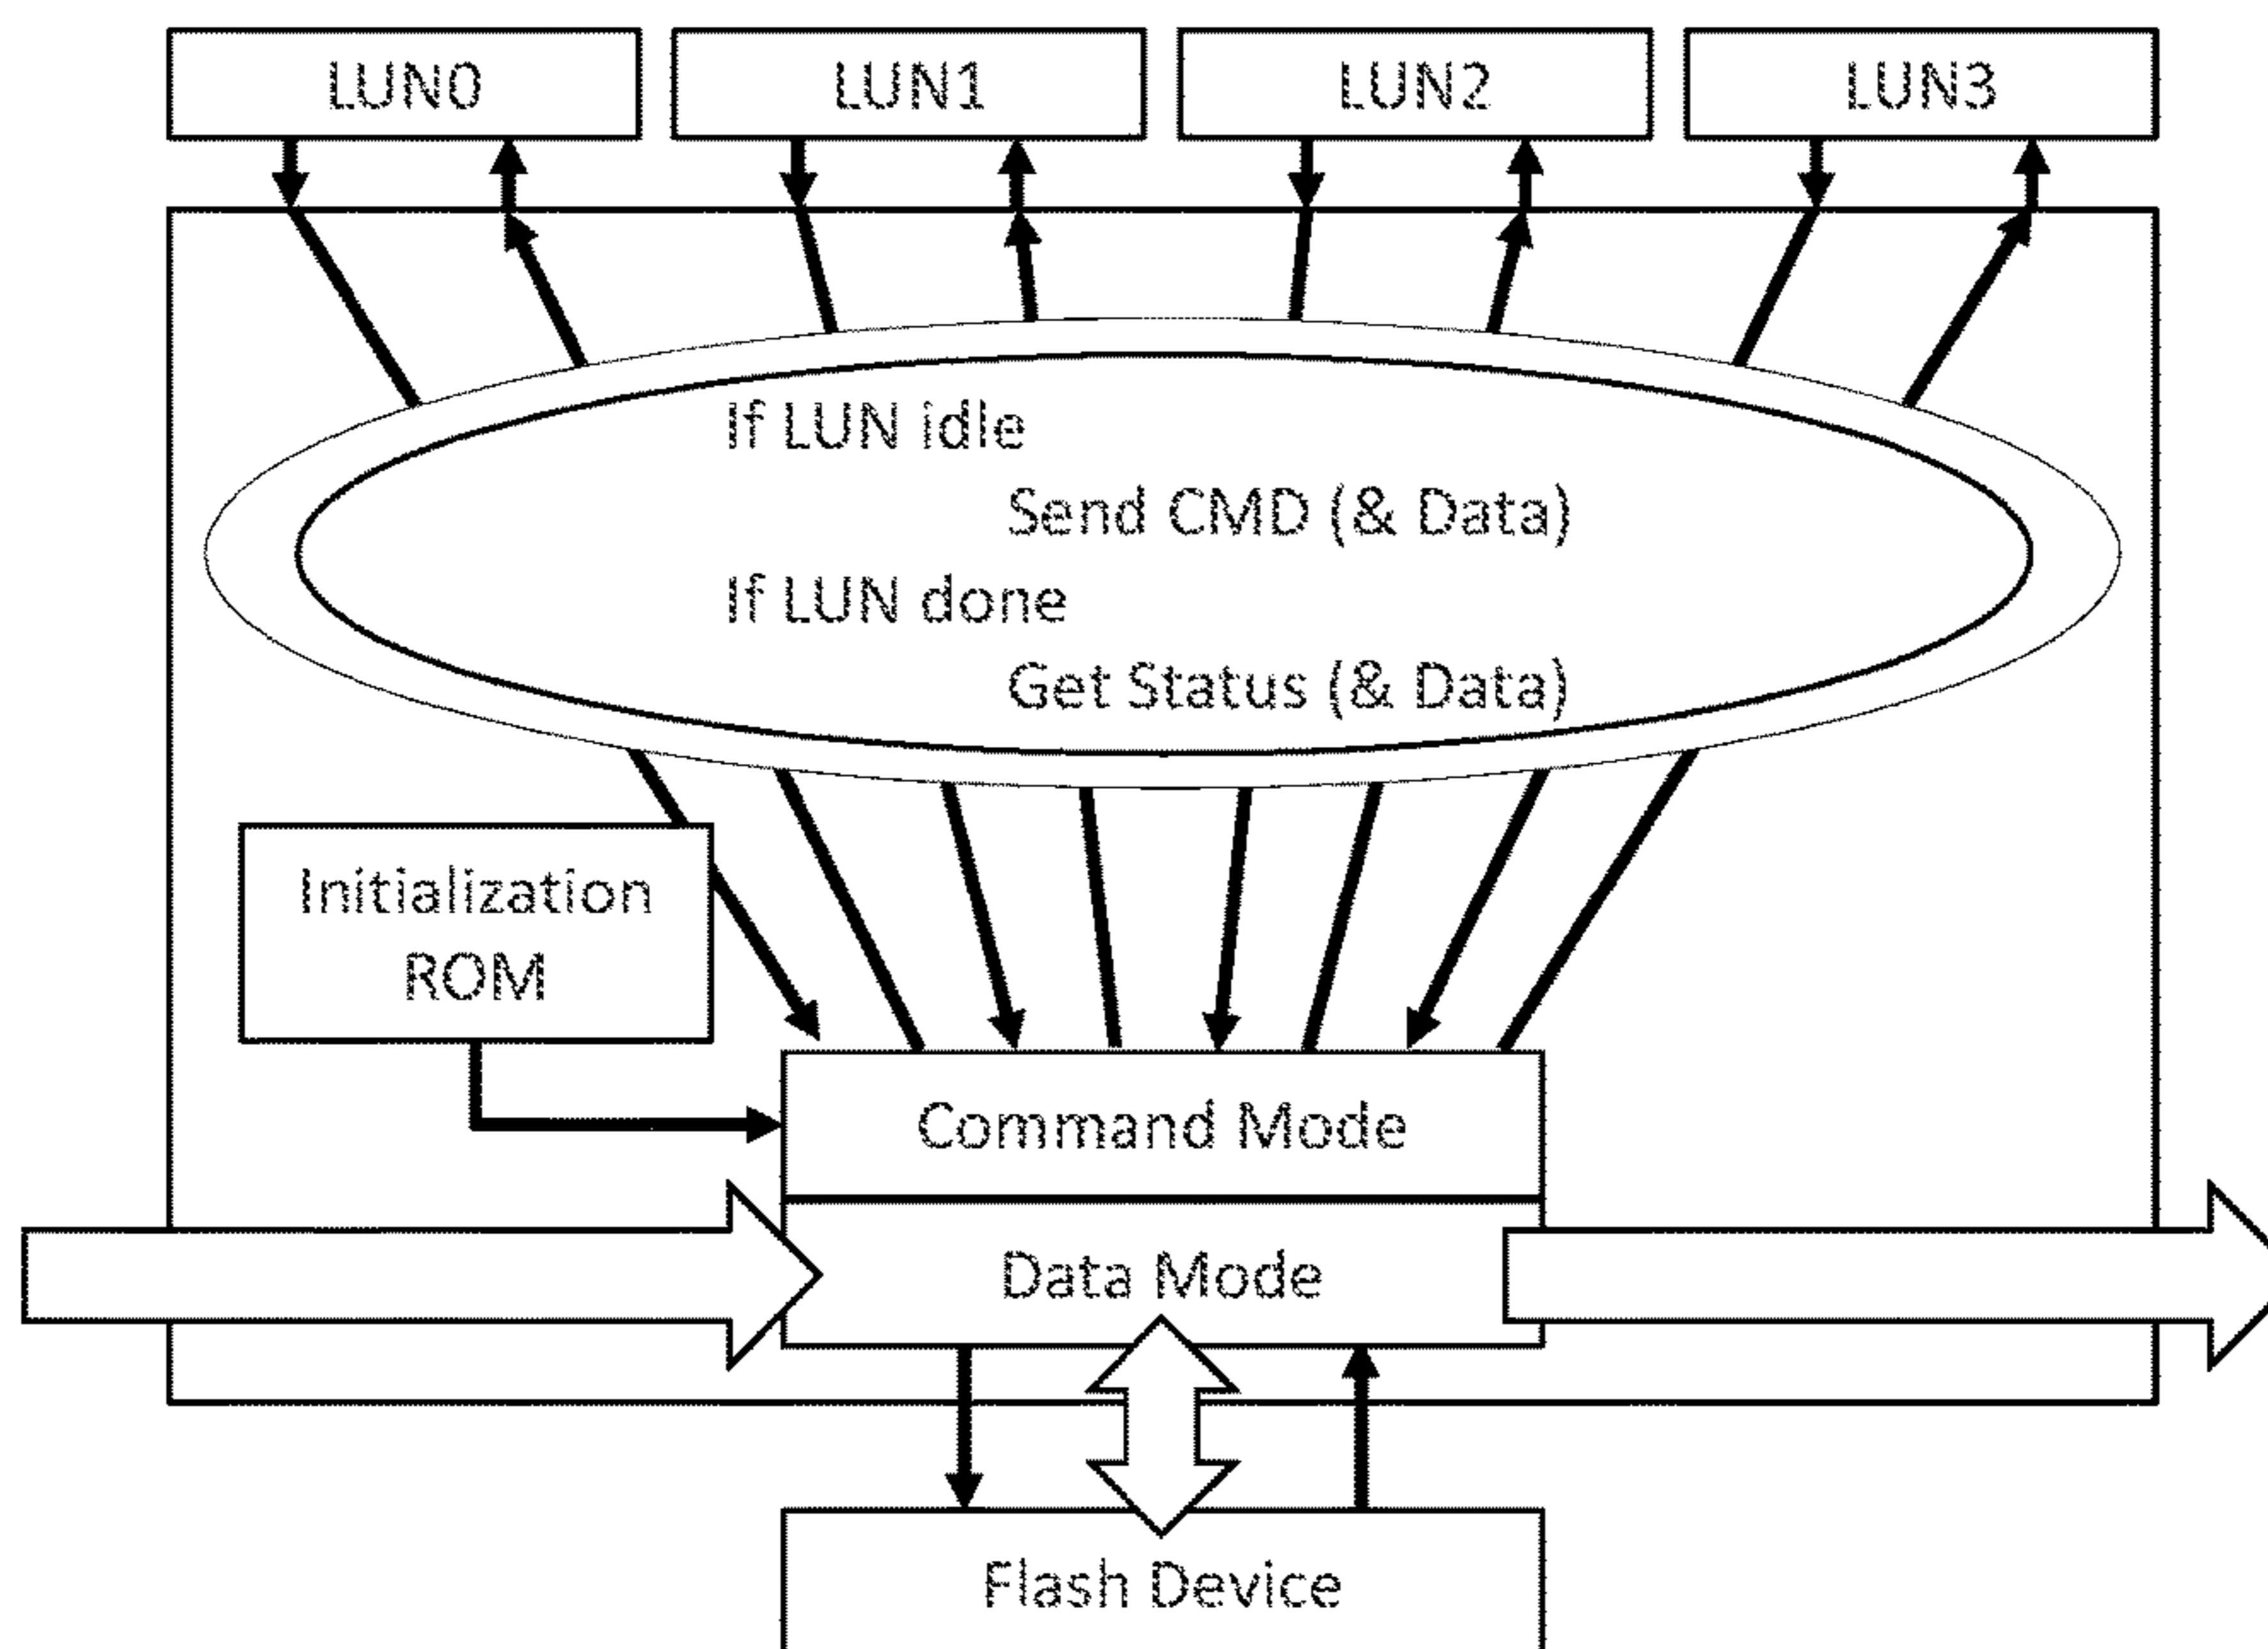 LUN0
LUN1
LUN2
LUN3
If LUN idle
Send CMD (& Data)
If LUN done
Get Status (& Data)
Initialization
ROM
Command Mode
Data Mode
Flash Device